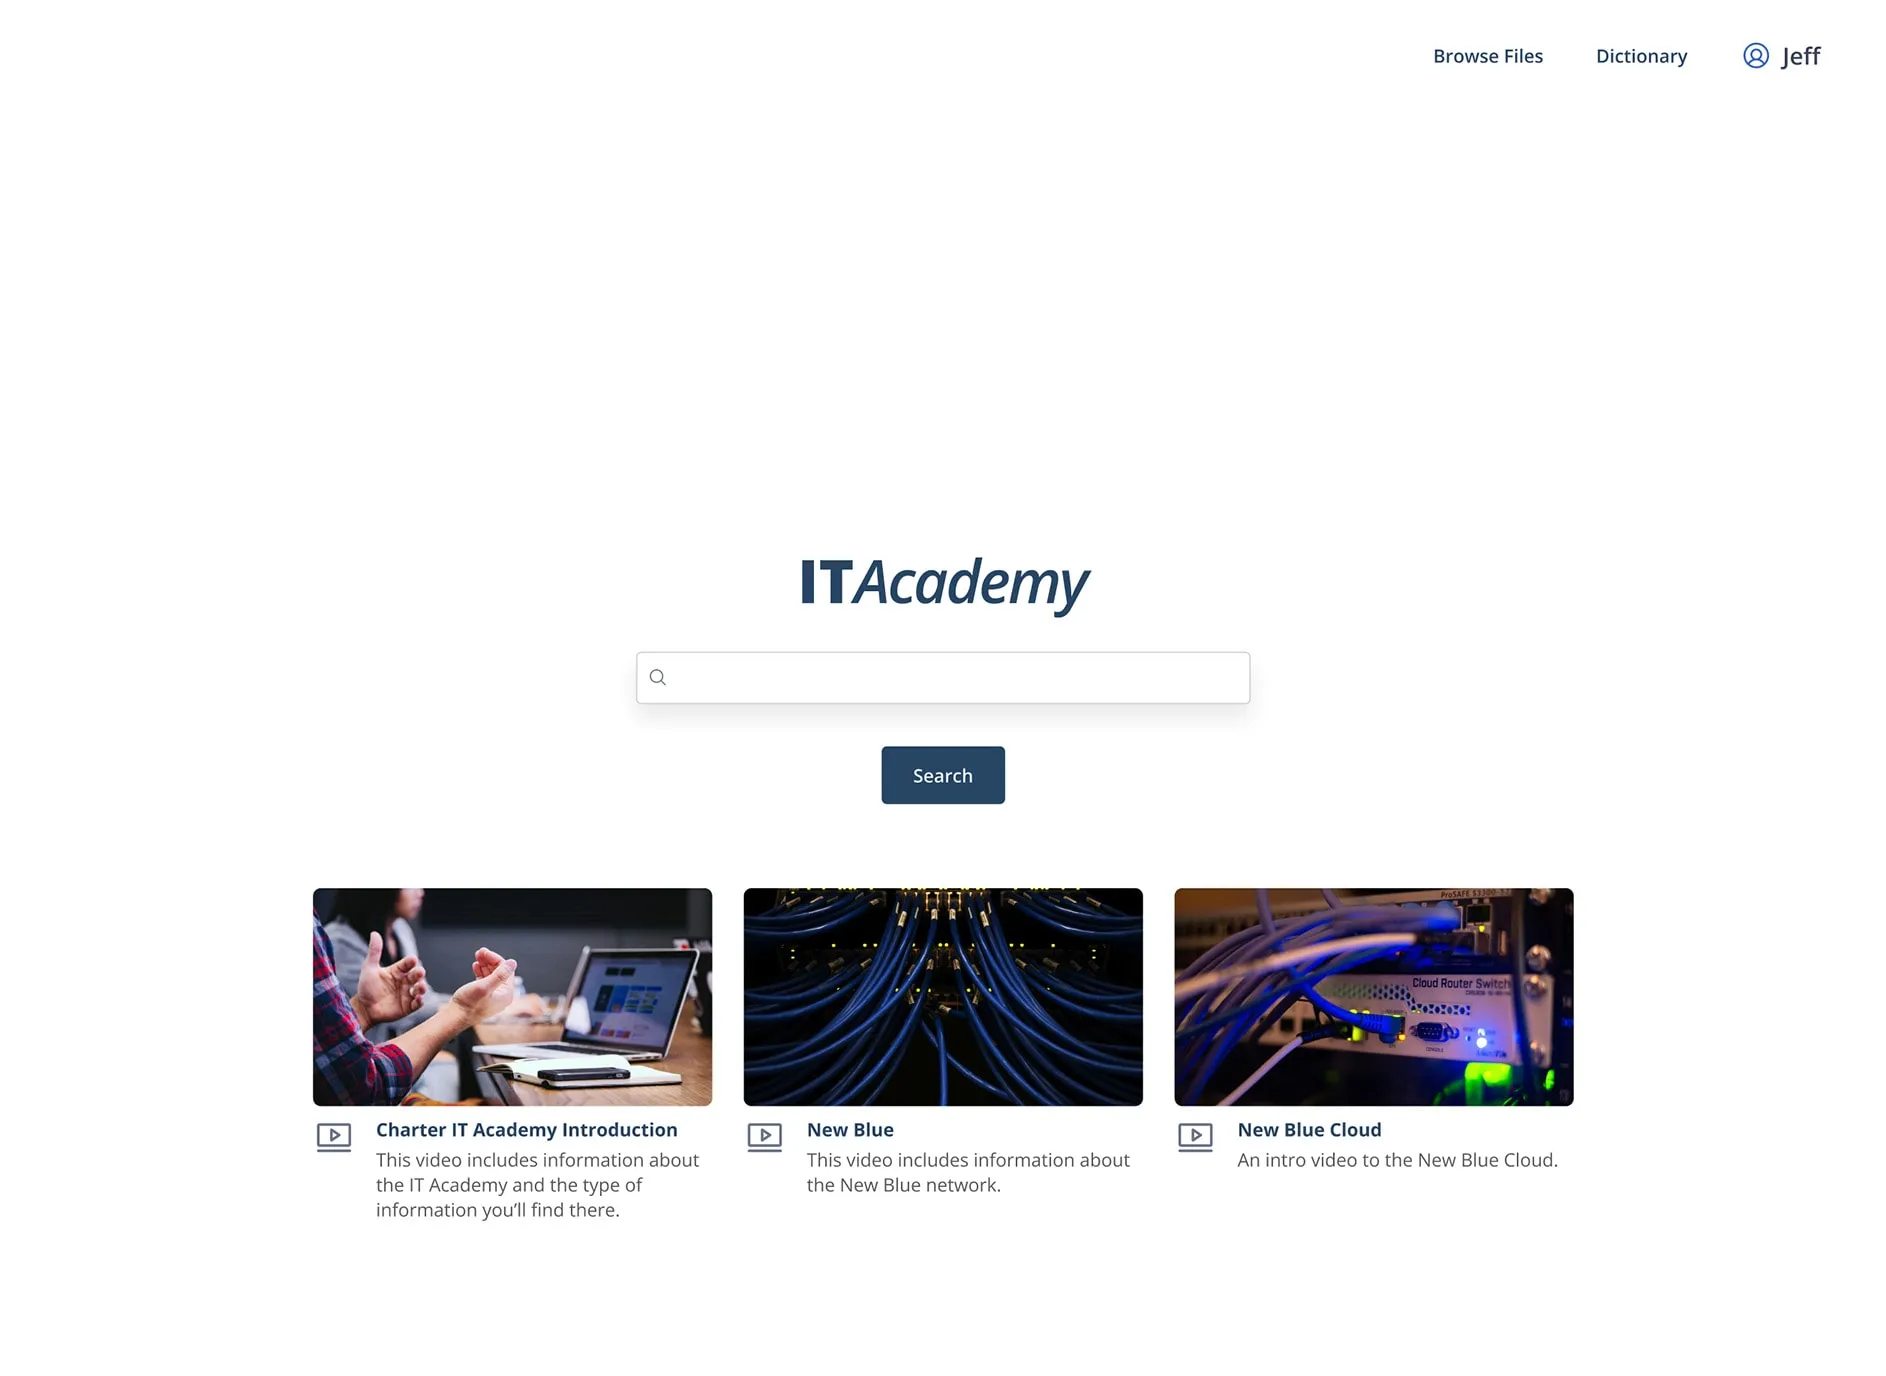 Browse Files
Dictionary
Jeff
ITAcademy
Search
ProSAFE
Cloud Router Switch
CONSOLE
Charter IT Academy Introduction
This video includes information about
the IT Academy and the type of
information you’ll find there.
New Blue
This video includes information about
the New Blue network.
New Blue Cloud
An intro video to the New Blue Cloud.